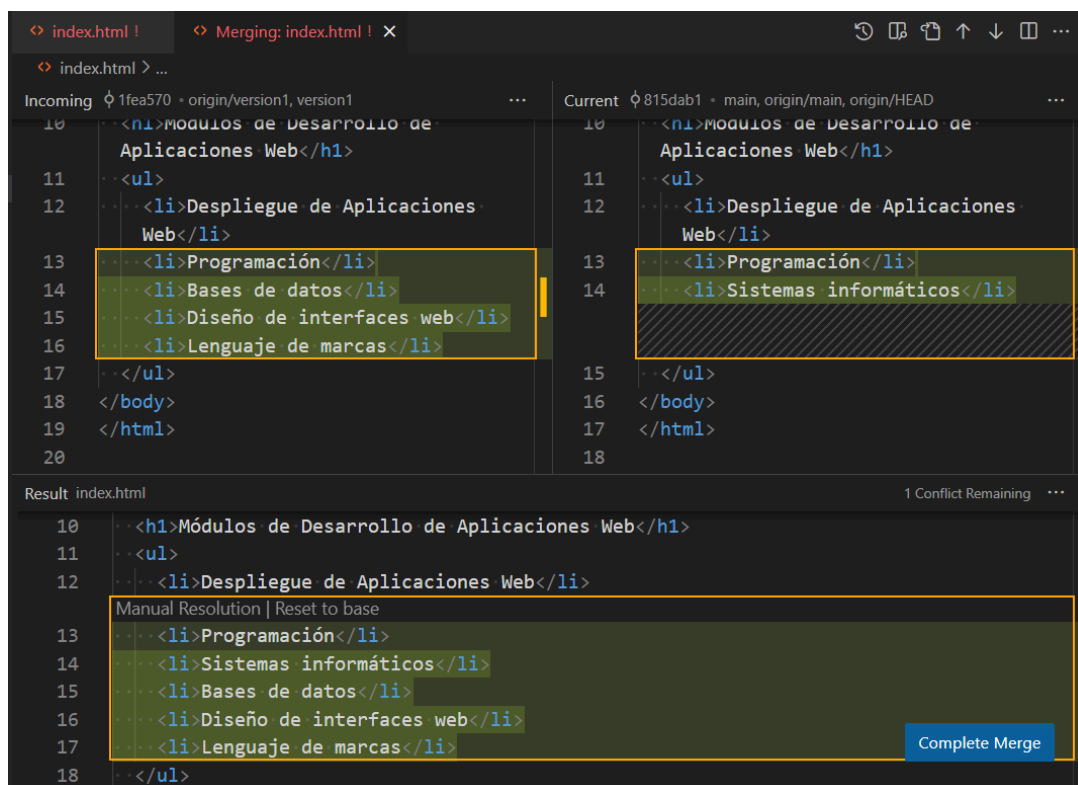 index.html !
Merging: index.html !
index.html > ...
Incoming 1fea570 • origin/version1, version1 ...
10 <h1>Módulos de Desarrollo de
Aplicaciones Web</h1>
11 <ul>
12 <li>Despliegue de Aplicaciones
Web</li>
13 <li>Programación</li>
14 <li>Bases de datos</li>
15 <li>Diseño de interfaces web</li>
16 <li>Lenguaje de marcas</li>
17 </ul>
18 </body>
19 </html>
20
Current 815dab1 • main, origin/main, origin/HEAD ...
10 <h1>Módulos de Desarrollo de
Aplicaciones Web</h1>
11 <ul>
12 <li>Despliegue de Aplicaciones
Web</li>
13 <li>Programación</li>
14 <li>Sistemas informáticos</li>
15 </ul>
16 </body>
17 </html>
18
Result index.html
1 Conflict Remaining ...
10 <h1>Módulos de Desarrollo de Aplicaciones Web</h1>
11 <ul>
12 <li>Despliegue de Aplicaciones Web</li>
Manual Resolution | Reset to base
13 <li>Programación</li>
14 <li>Sistemas informáticos</li>
15 <li>Bases de datos</li>
16 <li>Diseño de interfaces web</li>
17 <li>Lenguaje de marcas</li>
Complete Merge
18 </ul>